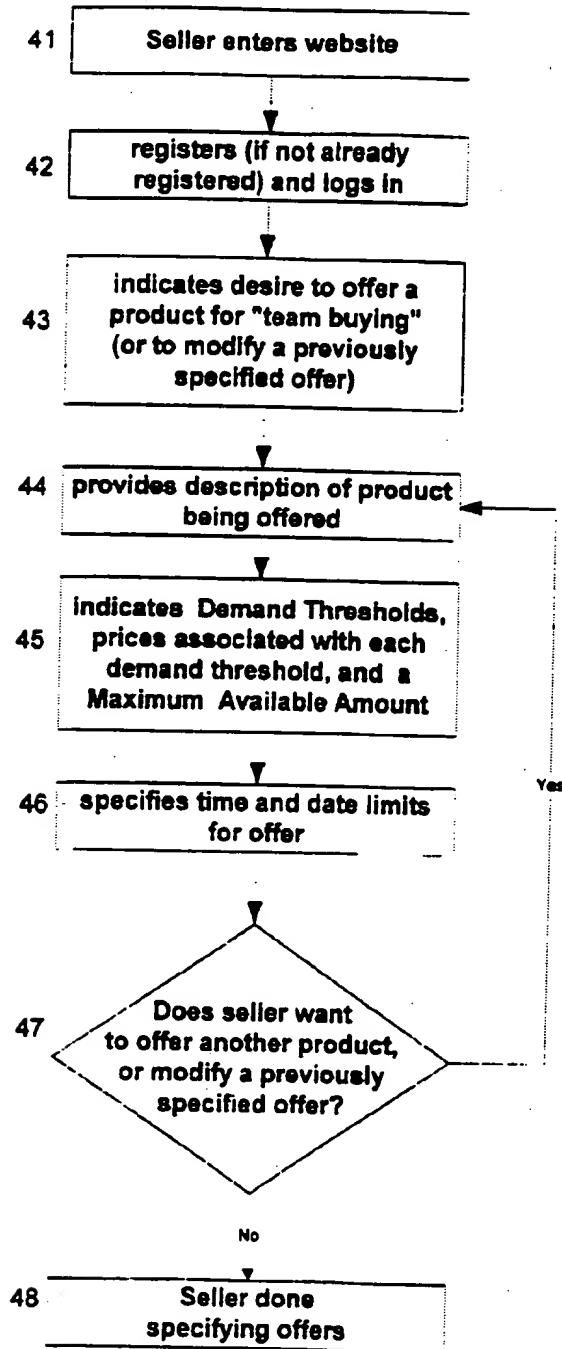 41 Seller enters website
42 registers (if not already
registered) and logs in
43 indicates desire to offer a
product for "team buying"
(or to modify a previously
specified offer)
44 provides description of product
being offered
45 indicates Demand Thresholds,
prices associated with each
demand threshold, and a
Maximum Available Amount
46 specifies time and date limits
for offer
Yes
47 Does seller want
to offer another product,
or modify a previously
specified offer?
No
48 Seller done
specifying offers